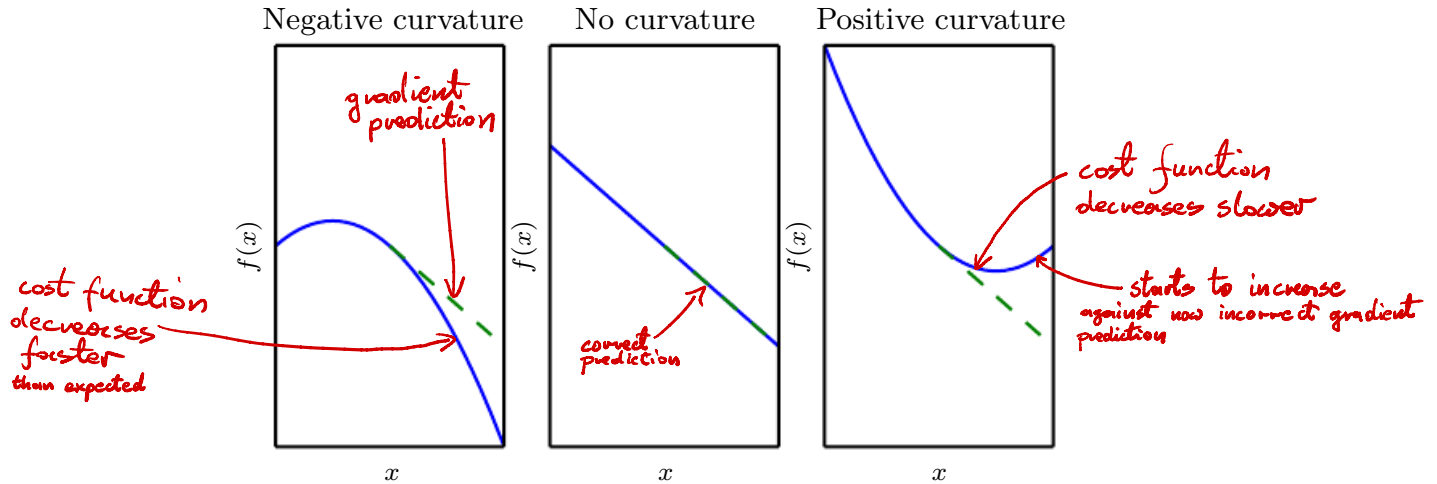 Negative curvature
No curvature
Positive curvature
gradient
prediction
cost function
decreases
faster
than expected
correct
prediction
cost function
decreases slower
starts to increase
against now incorrect gradient
prediction
f(x)
f(x)
f(x)
x
x
x